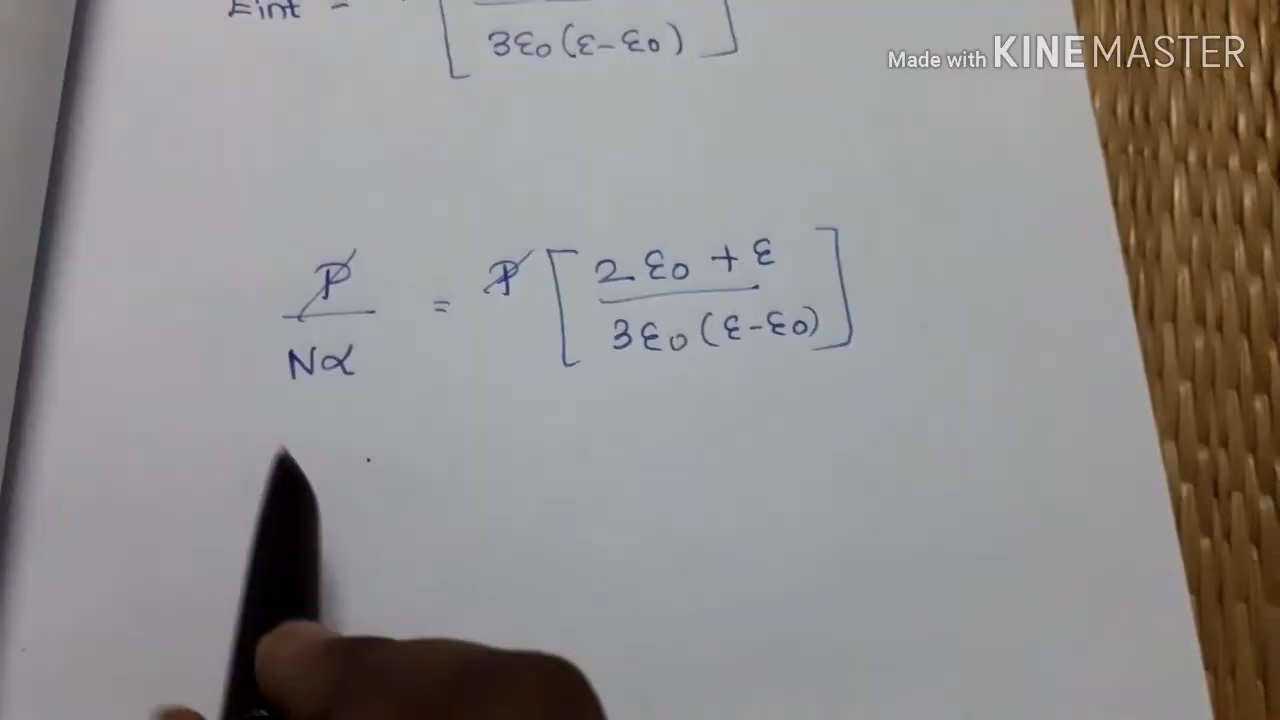 Eint =
3ε0(ε-ε0)
Made with KINEMASTER
P/Nα = P [ 2ε0 + ε / 3ε0(ε-ε0) ]